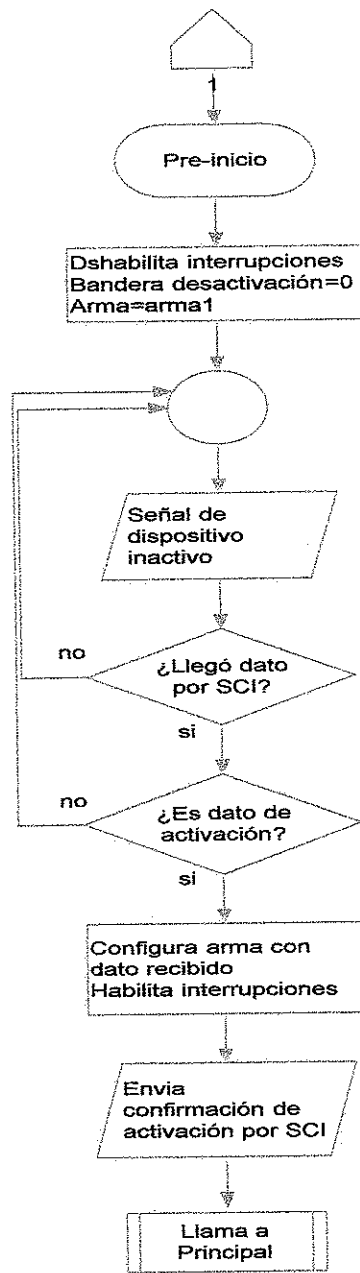 1
Pre-inicio
Dshabilita interrupciones
Bandera desactivación=0
Arma=arma1
Señal de
dispositivo
inactivo
¿Llegó dato
por SCI?
no
si
¿Es dato de
activación?
no
si
Configura arma con
dato recibido
Habilita interrupciones
Envia
confirmación de
activación por SCI
Llama a
Principal